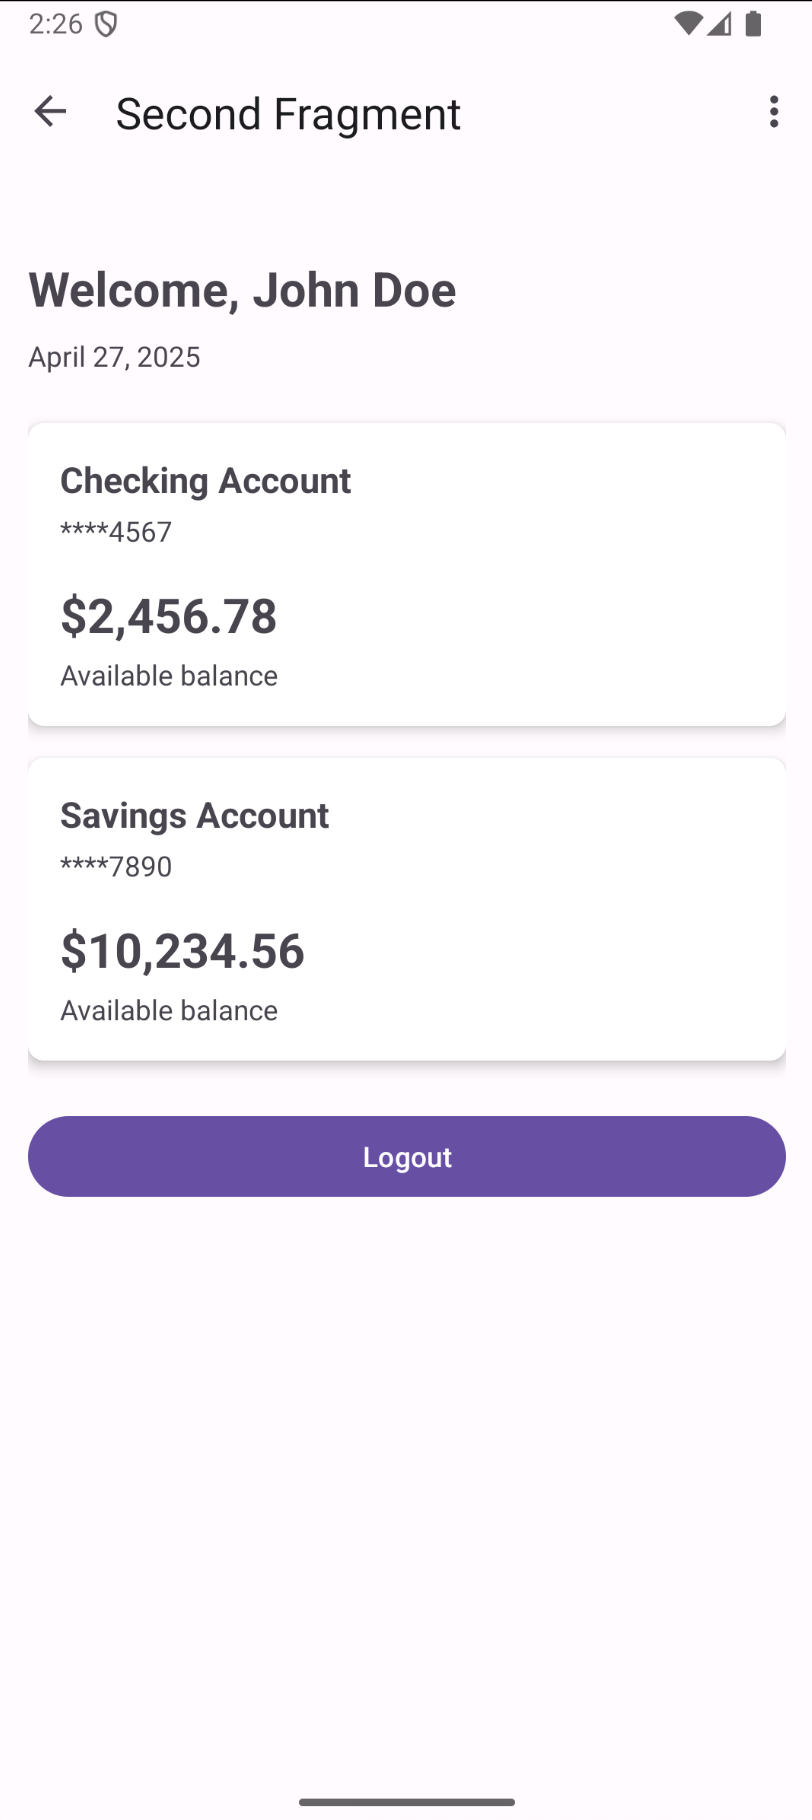 2:26
Second Fragment
Welcome, John Doe
April 27, 2025
Checking Account
****4567
$2,456.78
Available balance
Savings Account
****7890
$10,234.56
Available balance
Logout